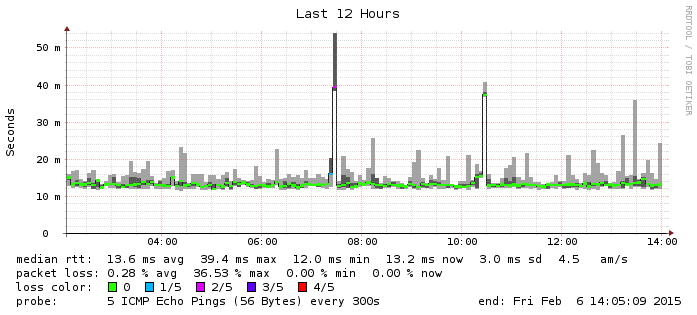 Last 12 Hours
RRDTOOL / TOBI OETIKER
Seconds
50 m
40 m
30 m
20 m
10 m
0
04:00 06:00 08:00 10:00 12:00 14:00
median rtt: 13.6 ms avg 39.4 ms max 12.0 ms min 13.2 ms now 3.0 ms sd 4.5 am/s
packet loss: 0.28 % avg 36.53 % max 0.00 % min 0.00 % now
loss color: 0 1/5 2/5 3/5 4/5
probe: 5 ICMP Echo Pings (56 Bytes) every 300s end: Fri Feb 6 14:05:09 2015